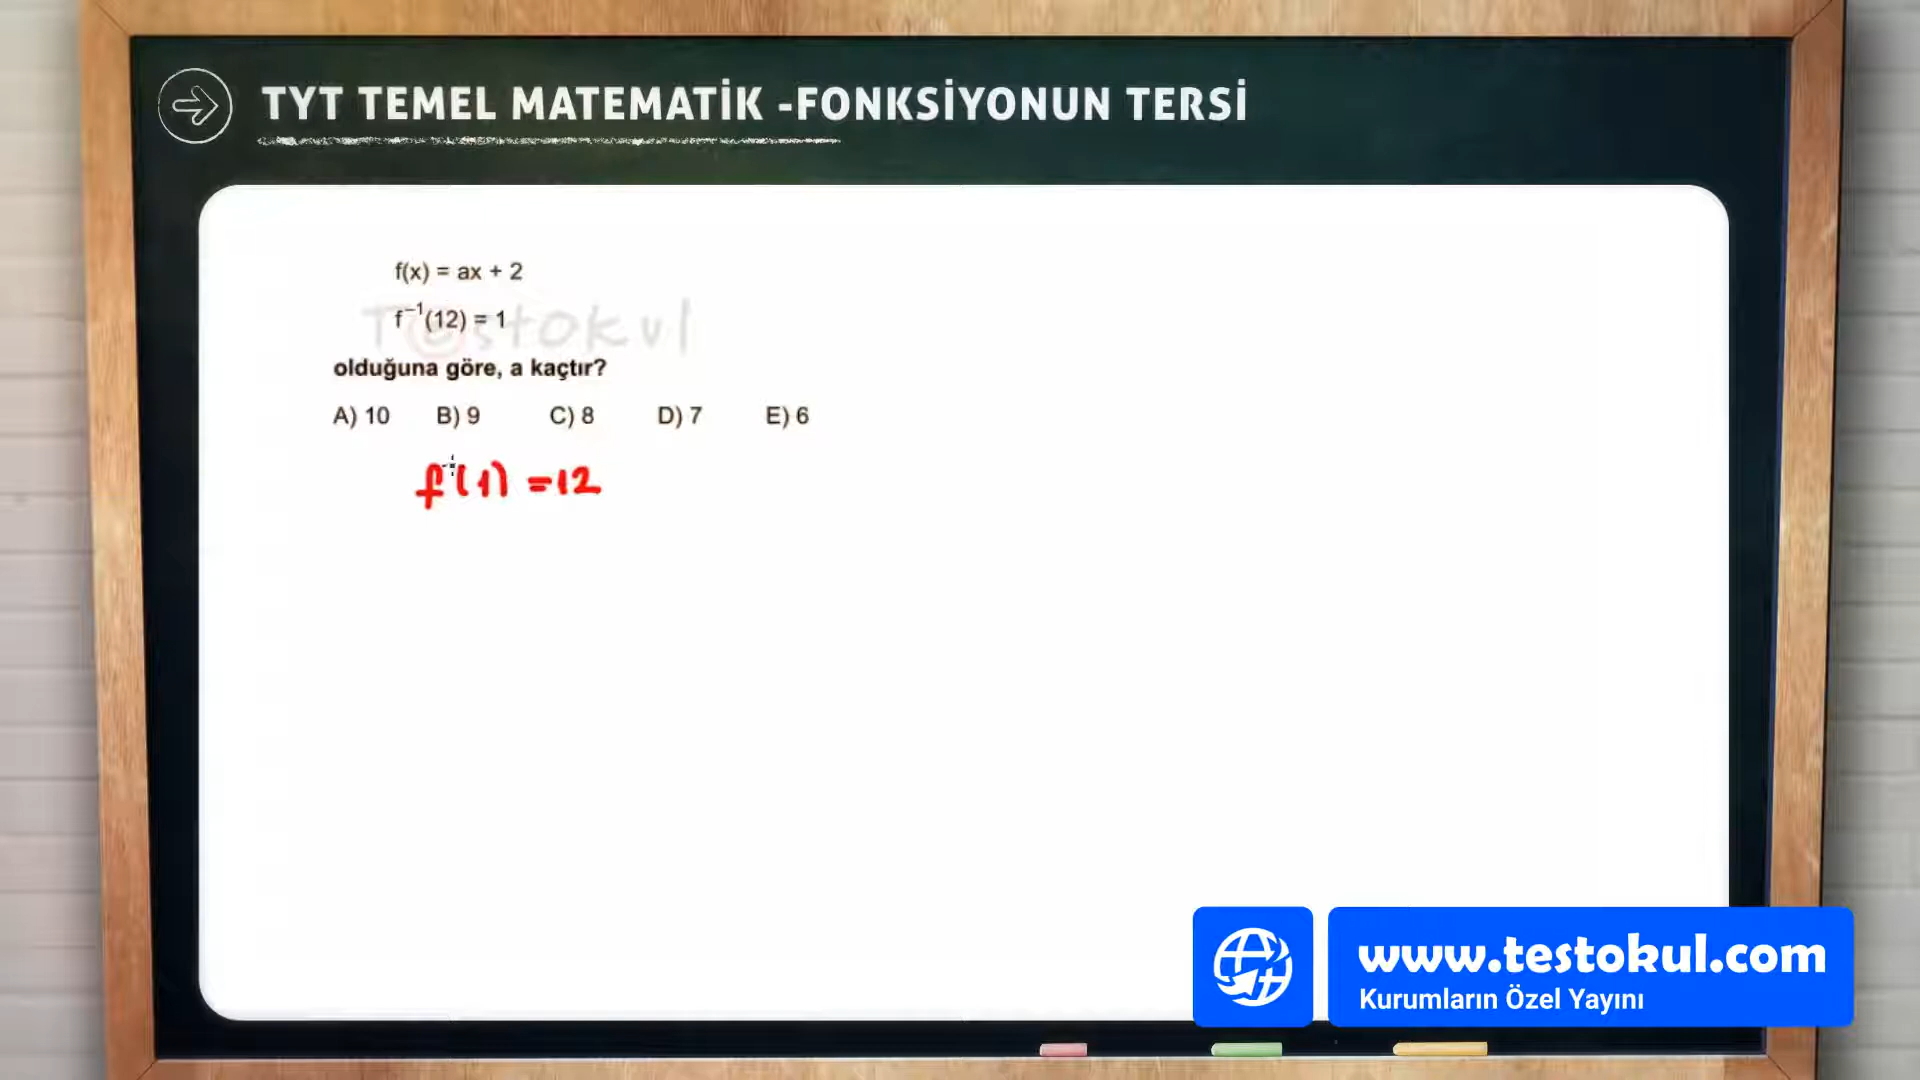 TYT TEMEL MATEMATİK -FONKSİYONUN TERSİ
f(x) = ax + 2
f⁻¹(12) = 1
Testokul
olduğuna göre, a kaçtır?
A) 10 B) 9 C) 8 D) 7 E) 6
f(1) = 12
www.testokul.com
Kurumların Özel Yayını